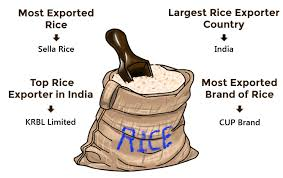 Most Exported
Rice
Sella Rice
Largest Rice Exporter
Country
India
Top Rice
Exporter in India
KRBL Limited
Most Exported
Brand of Rice
CUP Brand
RICE